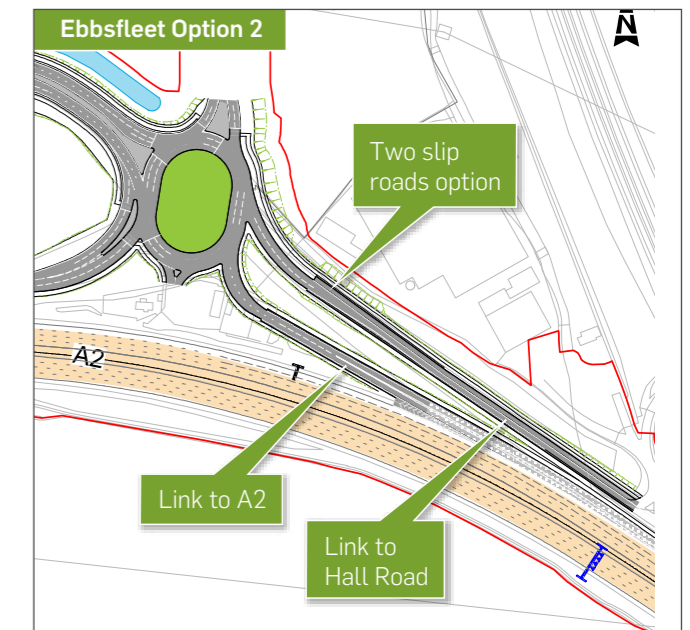 Ebbsfleet Option 2
N
Two slip
roads option
A2
T
Link to A2
Link to
Hall Road